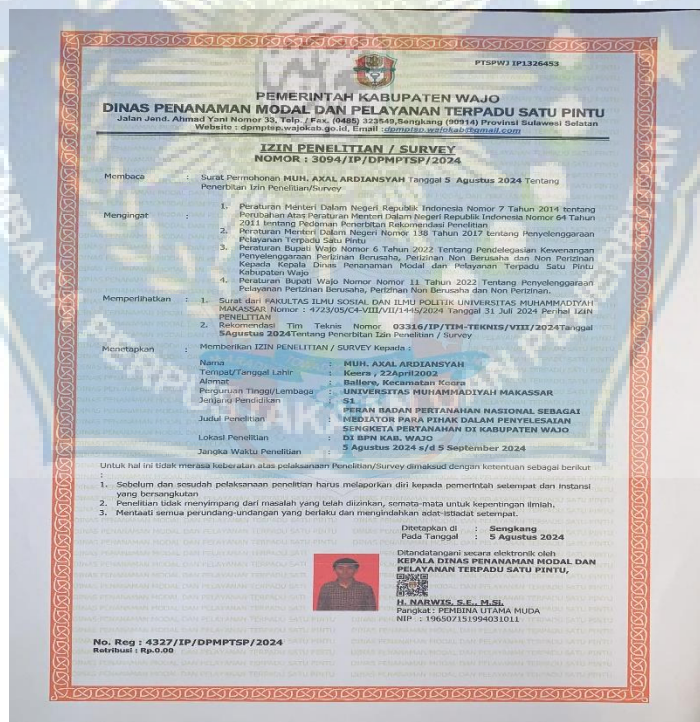 PTSPWJ IP1326453
PEMERINTAH KABUPATEN WAJO
DINAS PENANAMAN MODAL DAN PELAYANAN TERPADU SATU PINTU
Jalan Jend. Ahmad Yani Nomor 33, Telp. / Fax. (0485) 323549,Sengkang (90914) Provinsi Sulawesi Selatan
Website : dpmptsp.wajokab.go.id, Email :dpmptsp.wajokab@gmail.com
IZIN PENELITIAN / SURVEY
NOMOR : 3094/IP/DPMPTSP/2024
Membaca : Surat Permohonan MUH. AXAL ARDIANSYAH Tanggal 5 Agustus 2024 Tentang
Penerbitan Izin Penelitian/Survey
Mengingat : 1. Peraturan Menteri Dalam Negeri Republik Indonesia Nomor 7 Tahun 2014 tentang
Perubahan Atas Peraturan Menteri Dalam Negeri Republik Indonesia Nomor 64 Tahun
2011 tentang Pedoman Penerbitan Rekomendasi Penelitian
2. Peraturan Menteri Dalam Negeri Nomor 138 Tahun 2017 tentang Penyelenggaraan
Pelayanan Terpadu Satu Pintu
3. Peraturan Bupati Wajo Nomor 6 Tahun 2022 Tentang Pendelegasian Kewenangan
Penyelenggaraan Perizinan Berusaha, Perizinan Non Berusaha dan Non Perizinan
Kepada Kepala Dinas Penanaman Modal dan Pelayanan Terpadu Satu Pintu
Kabupaten Wajo
4. Peraturan Bupati Wajo Nomor Nomor 11 Tahun 2022 Tentang Penyelenggaraan
Pelayanan Perizinan Berusaha, Perizinan Non Berusaha dan Non Perizinan.
Memperlihatkan : 1. Surat dari FAKULTAS ILMU SOSIAL DAN ILMU POLITIK UNIVERSITAS MUHAMMADIYAH
MAKASSAR Nomor : 4723/05/C4-VIII/VII/1445/2024 Tanggal 31 Juli 2024 Perihal IZIN
PENELITIAN
2. Rekomendasi Tim Teknis Nomor 03316/IP/TIM-TEKNIS/VIII/2024Tanggal
5Agustus 2024Tentang Penerbitan Izin Penelitian / Survey
Menetapkan : Memberikan IZIN PENELITIAN / SURVEY Kepada :
Nama : MUH. AXAL ARDIANSYAH
Tempat/Tanggal Lahir : Keera , 22April2002
Alamat : Ballere, Kecamatan Keera
Perguruan Tinggi/Lembaga : UNIVERSITAS MUHAMMADIYAH MAKASSAR
Jenjang Pendidikan : S1
Judul Penelitian : PERAN BADAN PERTANAHAN NASIONAL SEBAGAI
MEDIATOR PARA PIHAK DALAM PENYELESAIAN
SENGKETA PERTANAHAN DI KABUPATEN WAJO
Lokasi Penelitian : DI BPN KAB. WAJO
Jangka Waktu Penelitian : 5 Agustus 2024 s/d 5 September 2024
Untuk hal ini tidak merasa keberatan atas pelaksanaan Penelitian/Survey dimaksud dengan ketentuan sebagai berikut
:
1. Sebelum dan sesudah pelaksanaan penelitian harus melaporkan diri kepada pemerintah setempat dan instansi
yang bersangkutan
2. Penelitian tidak menyimpang dari masalah yang telah diizinkan, semata-mata untuk kepentingan ilmiah.
3. Mentaati semua perundang-undangan yang berlaku dan mengindahkan adat-istiadat setempat.
Ditetapkan di : Sengkang
Pada Tanggal : 5 Agustus 2024
Ditandatangani secara elektronik oleh
KEPALA DINAS PENANAMAN MODAL DAN
PELAYANAN TERPADU SATU PINTU,
H. NARWIS, S.E., M.Si.
Pangkat : PEMBINA UTAMA MUDA
NIP : 196507151994031011
No. Reg : 4327/IP/DPMPTSP/2024
Retribusi : Rp.0.00